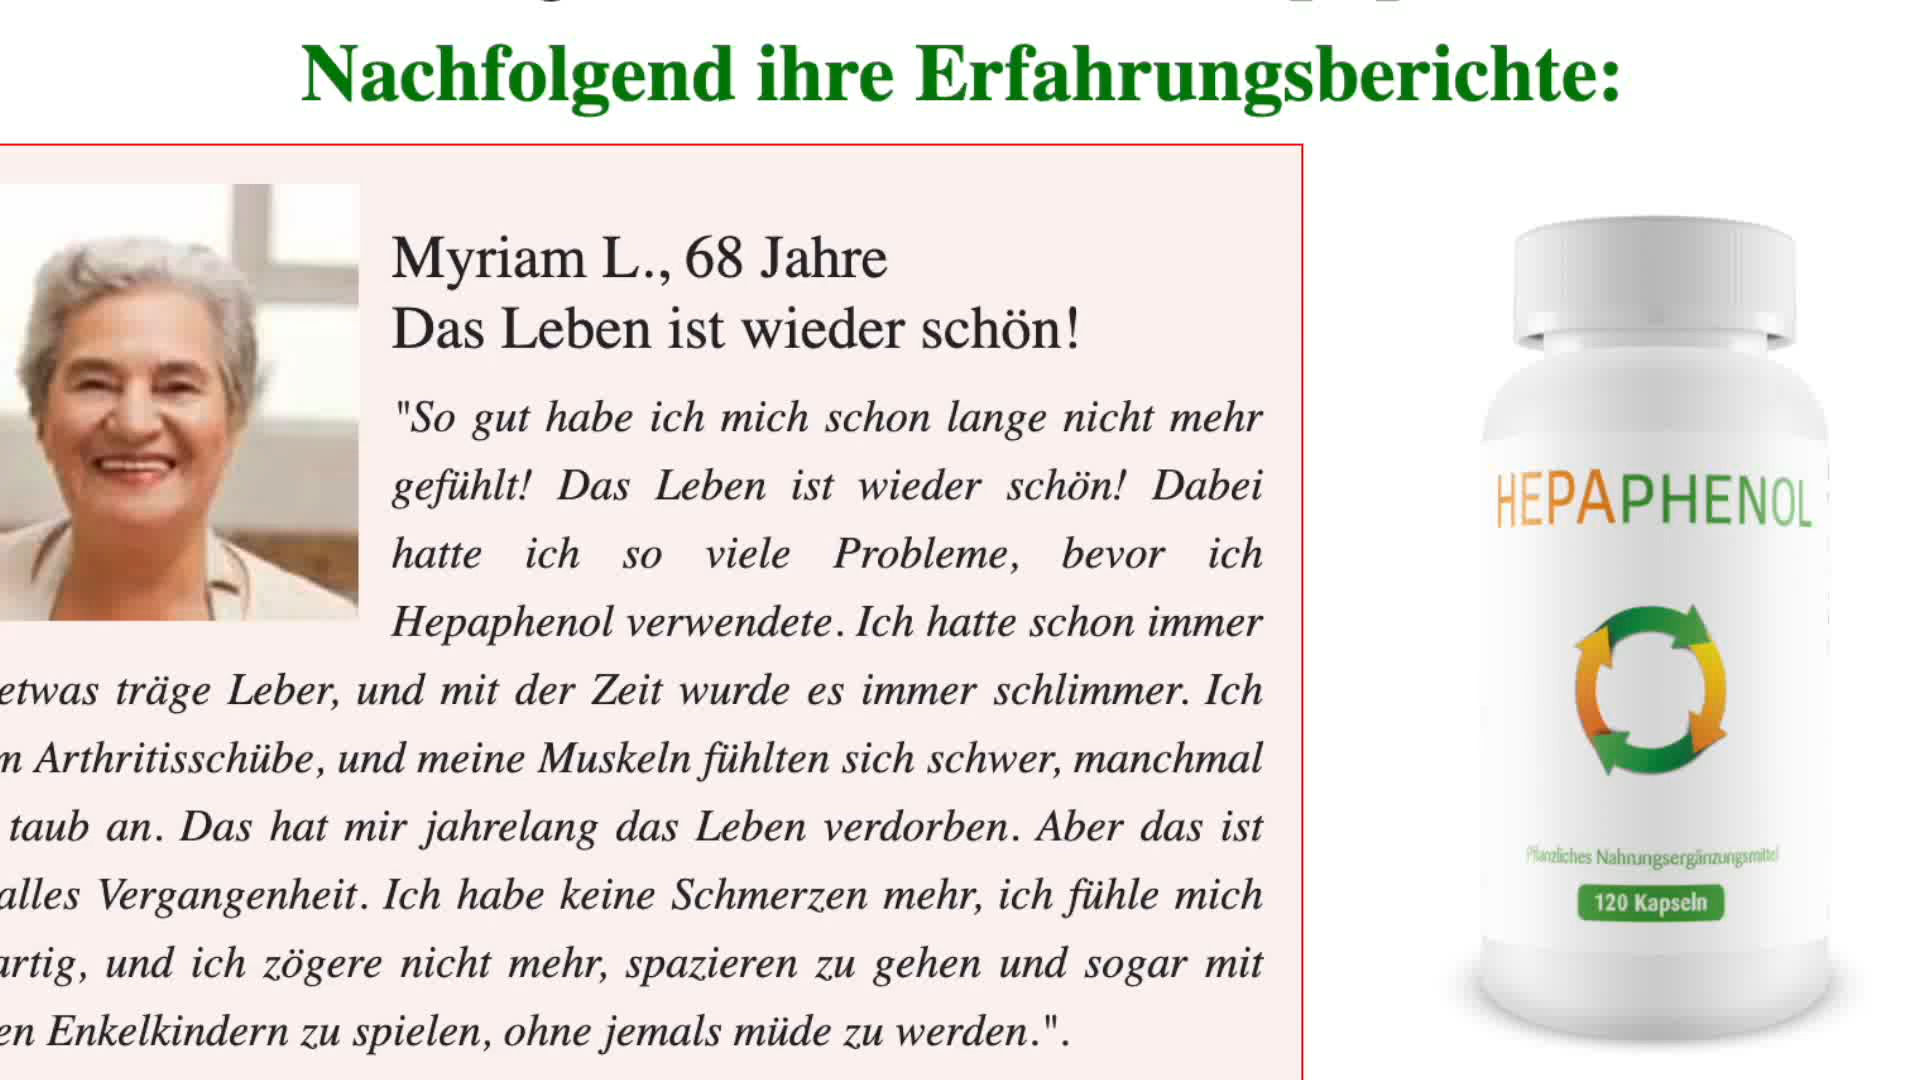 Nachfolgend ihre Erfahrungsberichte:
Myriam L., 68 Jahre
Das Leben ist wieder schön!
"So gut habe ich mich schon lange nicht mehr
gefühlt! Das Leben ist wieder schön! Dabei
hatte ich so viele Probleme, bevor ich
Hepaphenol verwendete. Ich hatte schon immer
etwas träge Leber, und mit der Zeit wurde es immer schlimmer. Ich
Arthritisschübe, und meine Muskeln fühlten sich schwer, manchmal
taub an. Das hat mir jahrelang das Leben verdorben. Aber das ist
alles Vergangenheit. Ich habe keine Schmerzen mehr, ich fühle mich
artig, und ich zögere nicht mehr, spazieren zu gehen und sogar mit
en Enkelkindern zu spielen, ohne jemals müde zu werden.".
HEPAPHENOL
Pflanzliches Nahrungsergänzungsmittel
120 Kapseln